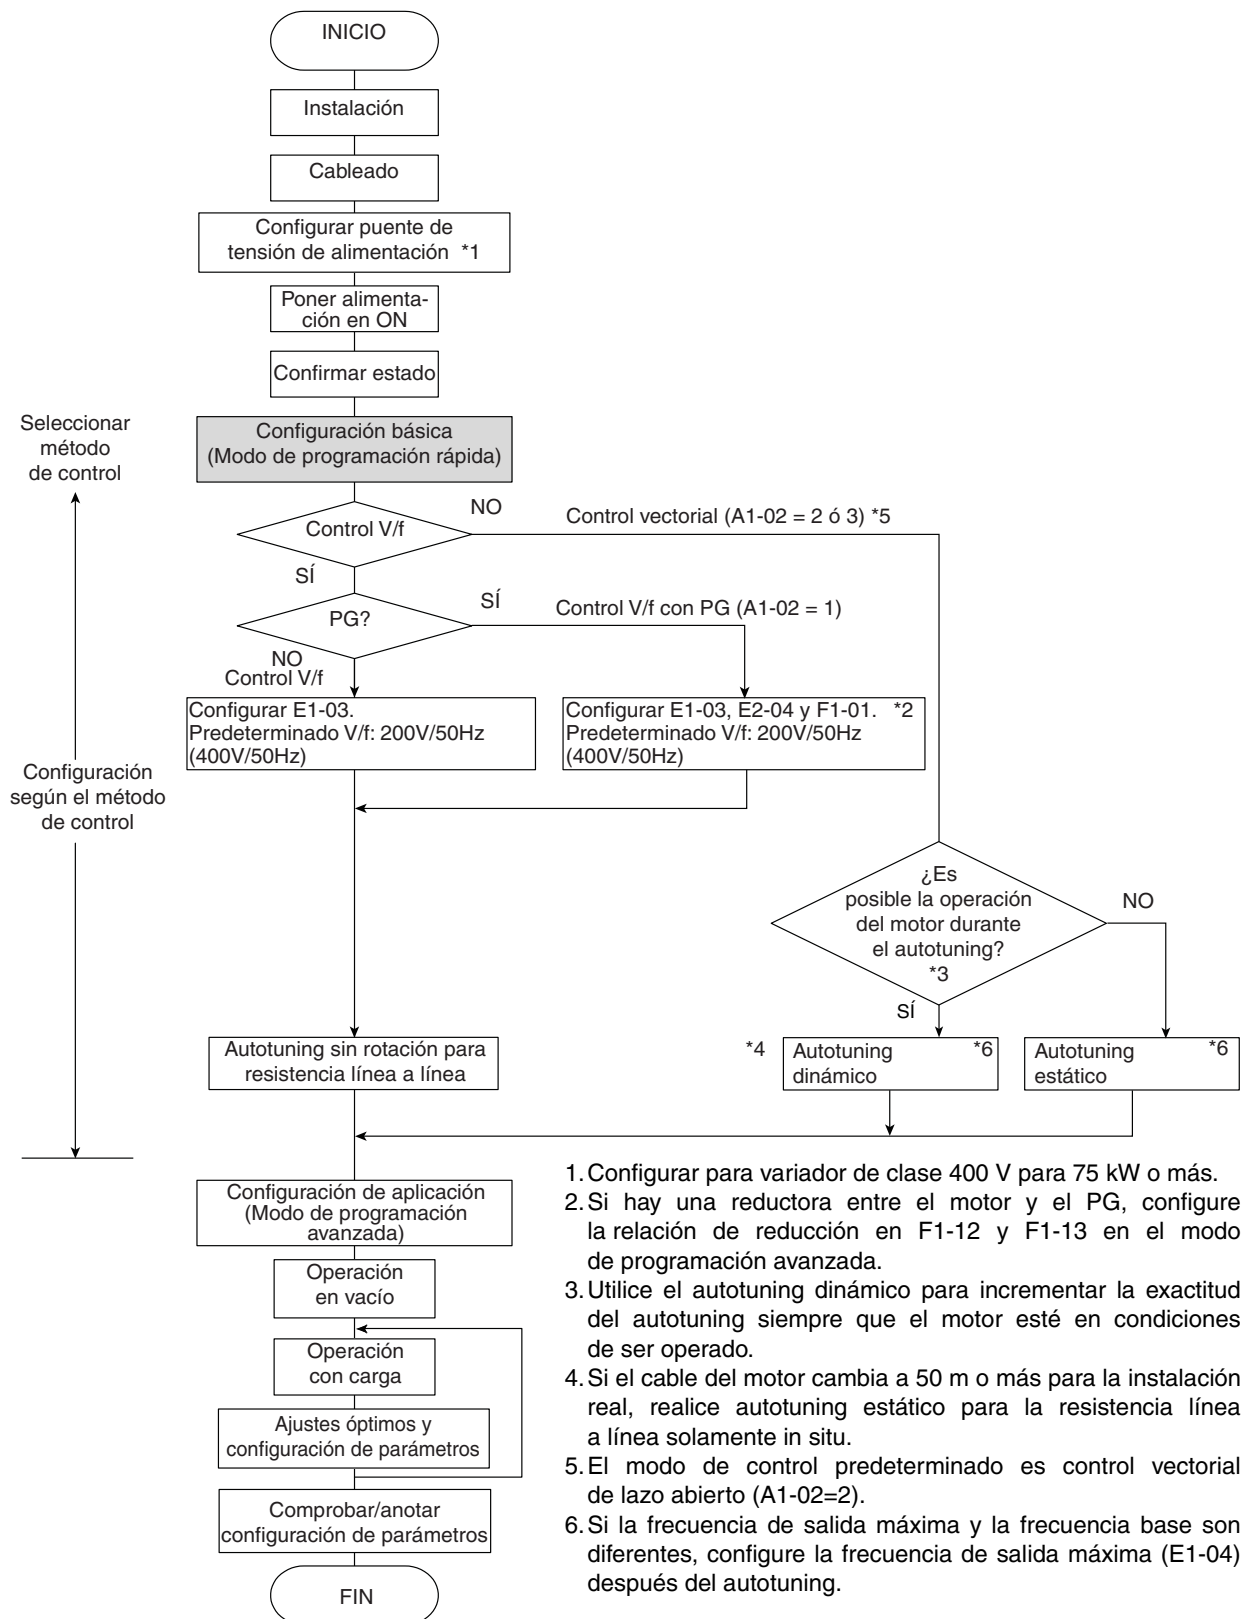 INICIO
Instalación
Cableado
Configurar puente de
tensión de alimentación *1
Poner alimenta-
ción en ON
Confirmar estado
Seleccionar
método
de control
Configuración básica
(Modo de programación rápida)
NO
Control vectorial (A1-02 = 2 ó 3) *5
Control V/f
SÍ
PG?
SÍ
Control V/f con PG (A1-02 = 1)
NO
Control V/f
Configurar E1-03.
Predeterminado V/f: 200V/50Hz
(400V/50Hz)
Configurar E1-03, E2-04 y F1-01. *2
Predeterminado V/f: 200V/50Hz
(400V/50Hz)
Configuración
según el método
de control
¿Es
posible la operación
del motor durante
el autotuning?
*3
NO
SÍ
Autotuning sin rotación para
resistencia línea a línea
*4
Autotuning *6
dinámico
Autotuning *6
estático
Configuración de aplicación
(Modo de programación
avanzada)
Operación
en vacío
Operación
con carga
Ajustes óptimos y
configuración de parámetros
Comprobar/anotar
configuración de parámetros
FIN
1. Configurar para variador de clase 400 V para 75 kW o más.
2. Si hay una reductora entre el motor y el PG, configure
la relación de reducción en F1-12 y F1-13 en el modo
de programación avanzada.
3. Utilice el autotuning dinámico para incrementar la exactitud
del autotuning siempre que el motor esté en condiciones
de ser operado.
4. Si el cable del motor cambia a 50 m o más para la instalación
real, realice autotuning estático para la resistencia línea
a línea solamente in situ.
5. El modo de control predeterminado es control vectorial
de lazo abierto (A1-02=2).
6. Si la frecuencia de salida máxima y la frecuencia base son
diferentes, configure la frecuencia de salida máxima (E1-04)
después del autotuning.